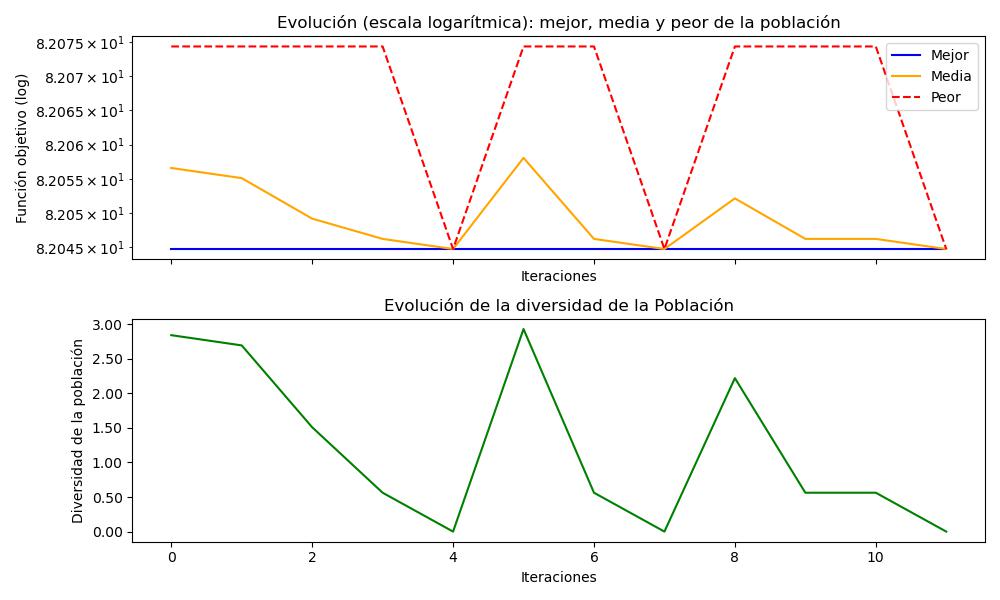 Evolución (escala logarítmica): mejor, media y peor de la población
Función objetivo (log)
8.2075 × 10¹
8.207 × 10¹
8.2065 × 10¹
8.206 × 10¹
8.2055 × 10¹
8.205 × 10¹
8.2045 × 10¹
Mejor
Media
Peor
Iteraciones
Evolución de la diversidad de la Población
Diversidad de la población
3.00
2.50
2.00
1.50
1.00
0.50
0.00
0 2 4 6 8 10
Iteraciones